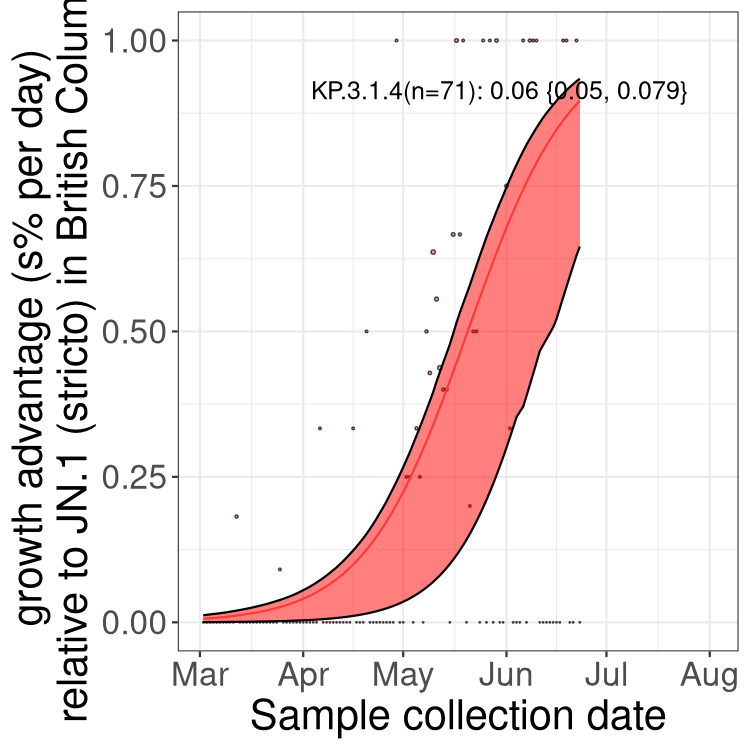 growth advantage (s% per day)
relative to JN.1 (stricto) in British Colum
1.00
0.75
0.50
0.25
0.00
KP.3.1.4(n=71): 0.06 {0.05, 0.079}
Mar Apr May Jun Jul Aug
Sample collection date